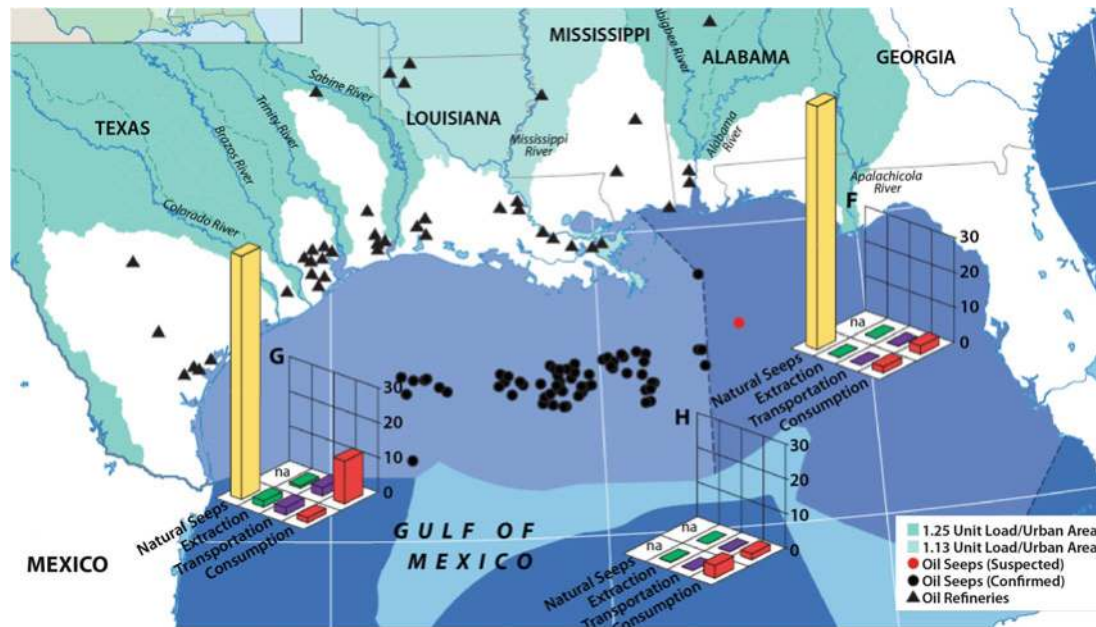 MISSISSIPPI
ALABAMA
GEORGIA
TEXAS
LOUISIANA
Sabine River
Trinity River
Brazos River
Colorado River
Mississippi
River
Alabama
River
Apalachicola
River
F
30
20
10
0
na
Natural Seeps
Extraction
Transportation
Consumption
G
30
20
10
0
na
Natural Seeps
Extraction
Transportation
Consumption
H
30
20
10
0
na
na
Natural Seeps
Extraction
Transportation
Consumption
GULF OF
MEXICO
MEXICO
1.25 Unit Load/Urban Area
1.13 Unit Load/Urban Area
Oil Seeps (Suspected)
Oil Seeps (Confirmed)
Oil Refineries